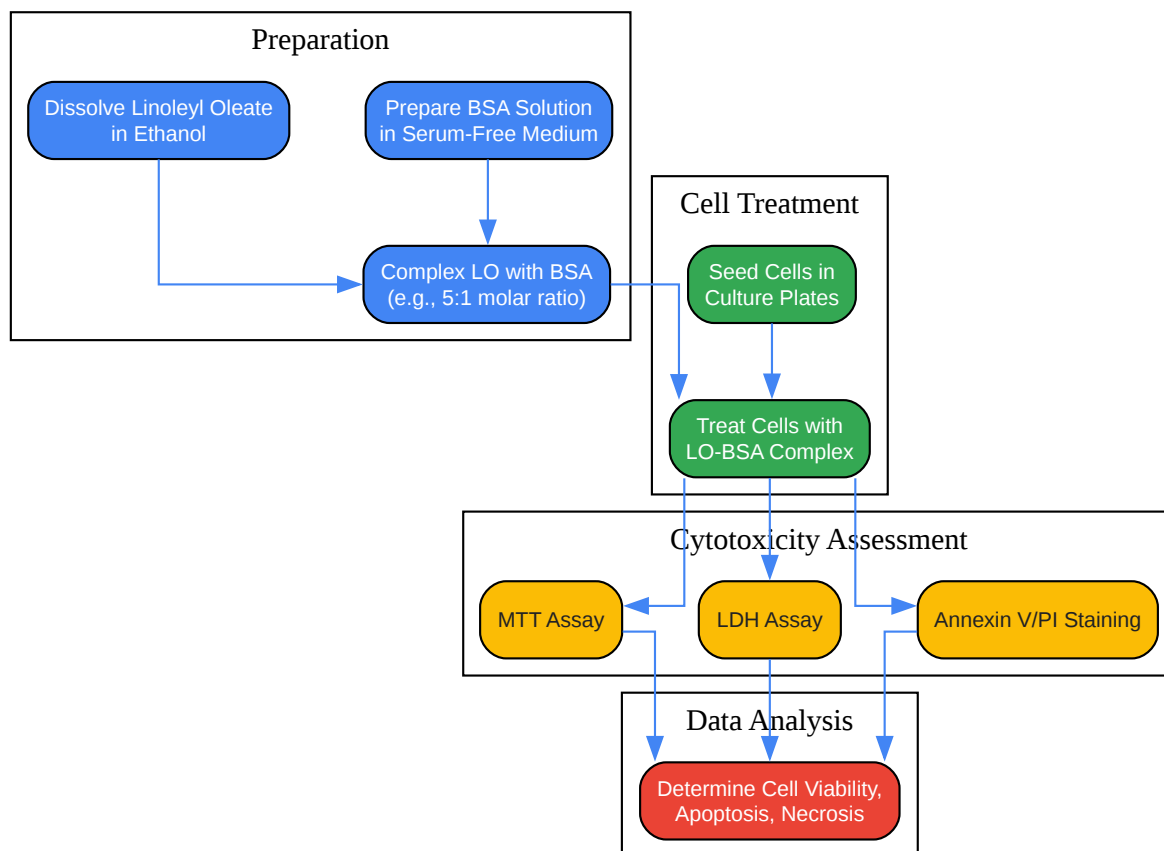 Preparation
Dissolve Linoleyl Oleate
in Ethanol
Prepare BSA Solution
in Serum-Free Medium
Complex LO with BSA
(e.g., 5:1 molar ratio)
Cell Treatment
Seed Cells in
Culture Plates
Treat Cells with
LO-BSA Complex
Cytotoxicity Assessment
MTT Assay
LDH Assay
Annexin V/PI Staining
Data Analysis
Determine Cell Viability,
Apoptosis, Necrosis